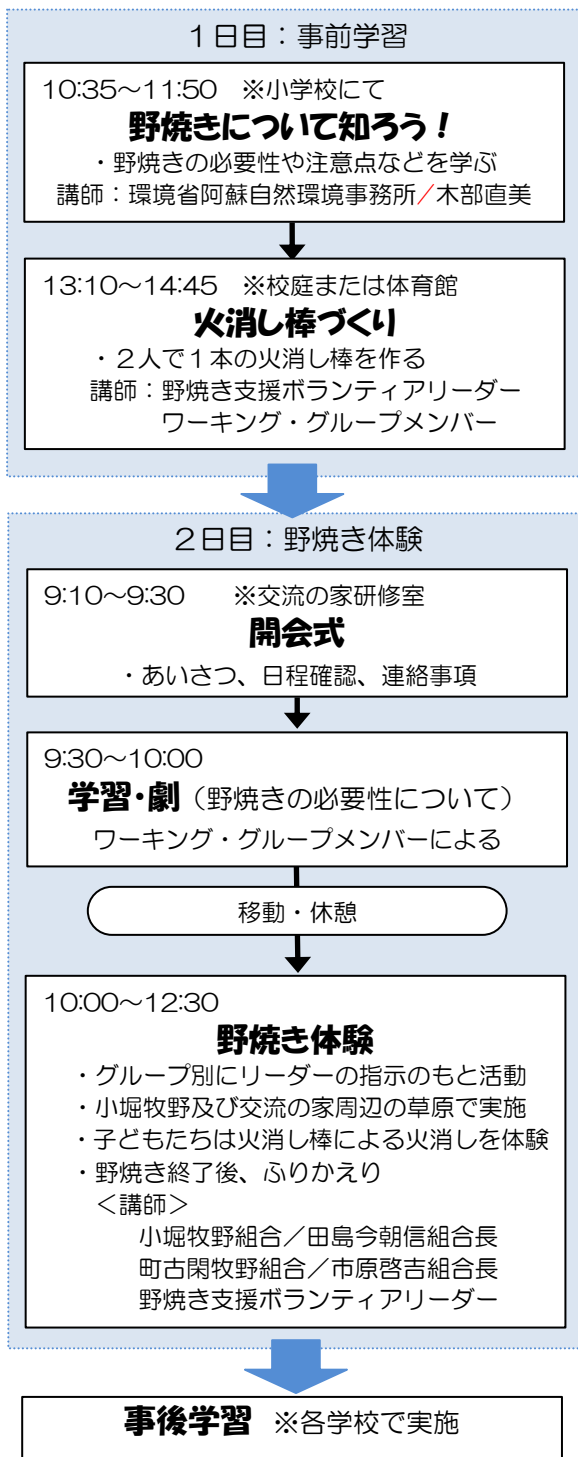 1日目:事前学習
10:35~11:50 ※小学校にて
野焼きについて知ろう!
・野焼きの必要性や注意点などを学ぶ
講師:環境省阿蘇自然環境事務所/木部直美
13:10~14:45 ※校庭または体育館
火消し棒づくり
・2人で1本の火消し棒を作る
講師:野焼き支援ボランティアリーダー
ワーキング・グループメンバー
2日目:野焼き体験
9:10~9:30 ※交流の家研修室
開会式
・あいさつ、日程確認、連絡事項
9:30~10:00
学習・劇(野焼きの必要性について)
ワーキング・グループメンバーによる
移動・休憩
10:00~12:30
野焼き体験
・グループ別にリーダーの指示のもと活動
・小堀牧野及び交流の家周辺の草原で実施
・子どもたちは火消し棒による火消しを体験
・野焼き終了後、ふりかえり
<講師>
小堀牧野組合/田島今朝信組合長
町古閑牧野組合/市原啓吉組合長
野焼き支援ボランティアリーダー
事後学習 ※各学校で実施